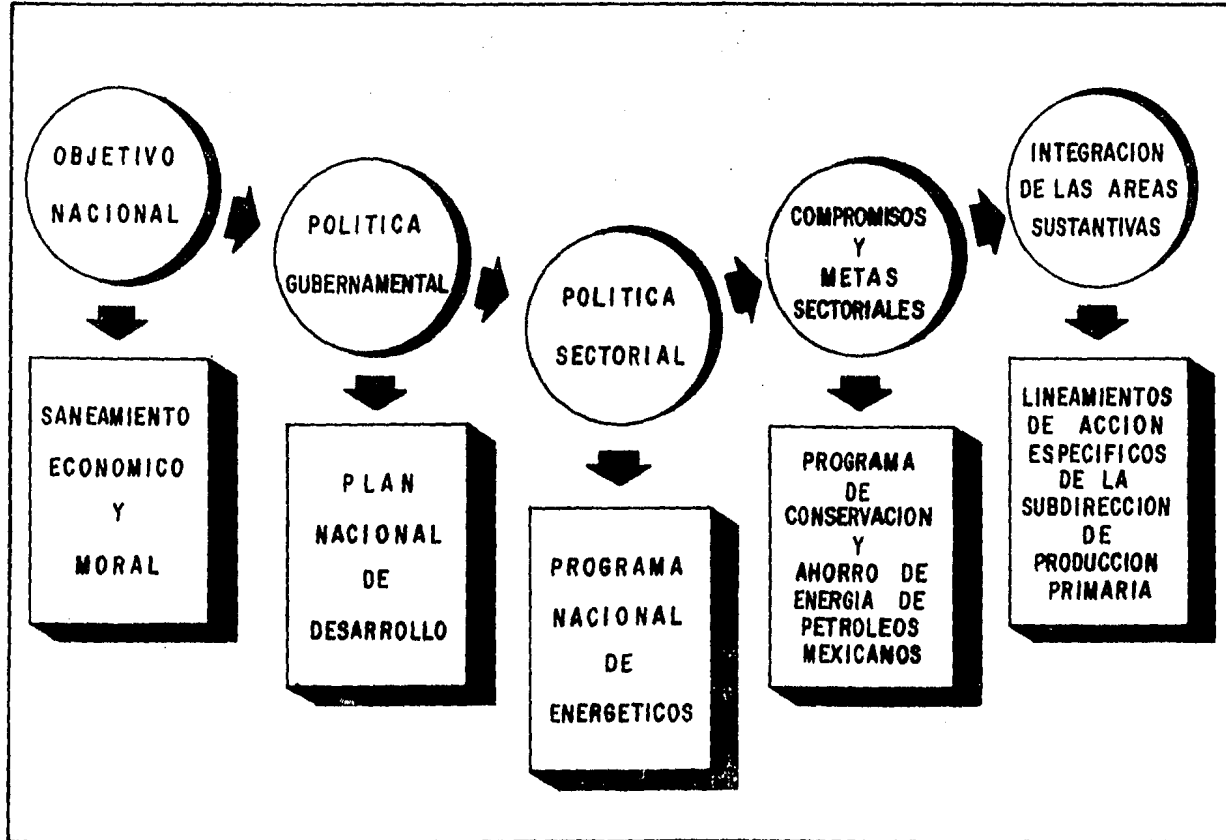 OBJETIVO
NACIONAL
SANEAMIENTO
ECONOMICO
Y
MORAL
POLITICA
GUBERNAMENTAL
PLAN
NACIONAL
DE
DESARROLLO
POLITICA
SECTORIAL
PROGRAMA
NACIONAL
DE
ENERGETICOS
COMPROMISOS
Y
METAS
SECTORIALES
PROGRAMA
DE
CONSERVACION
Y
AHORRO DE
ENERGIA DE
PETROLEOS
MEXICANOS
INTEGRACION
DE LAS AREAS
SUSTANTIVAS
LINEAMIENTOS
DE ACCION
ESPECIFICOS
DE LA
SUBDIRECCION
DE
PRODUCCION
PRIMARIA